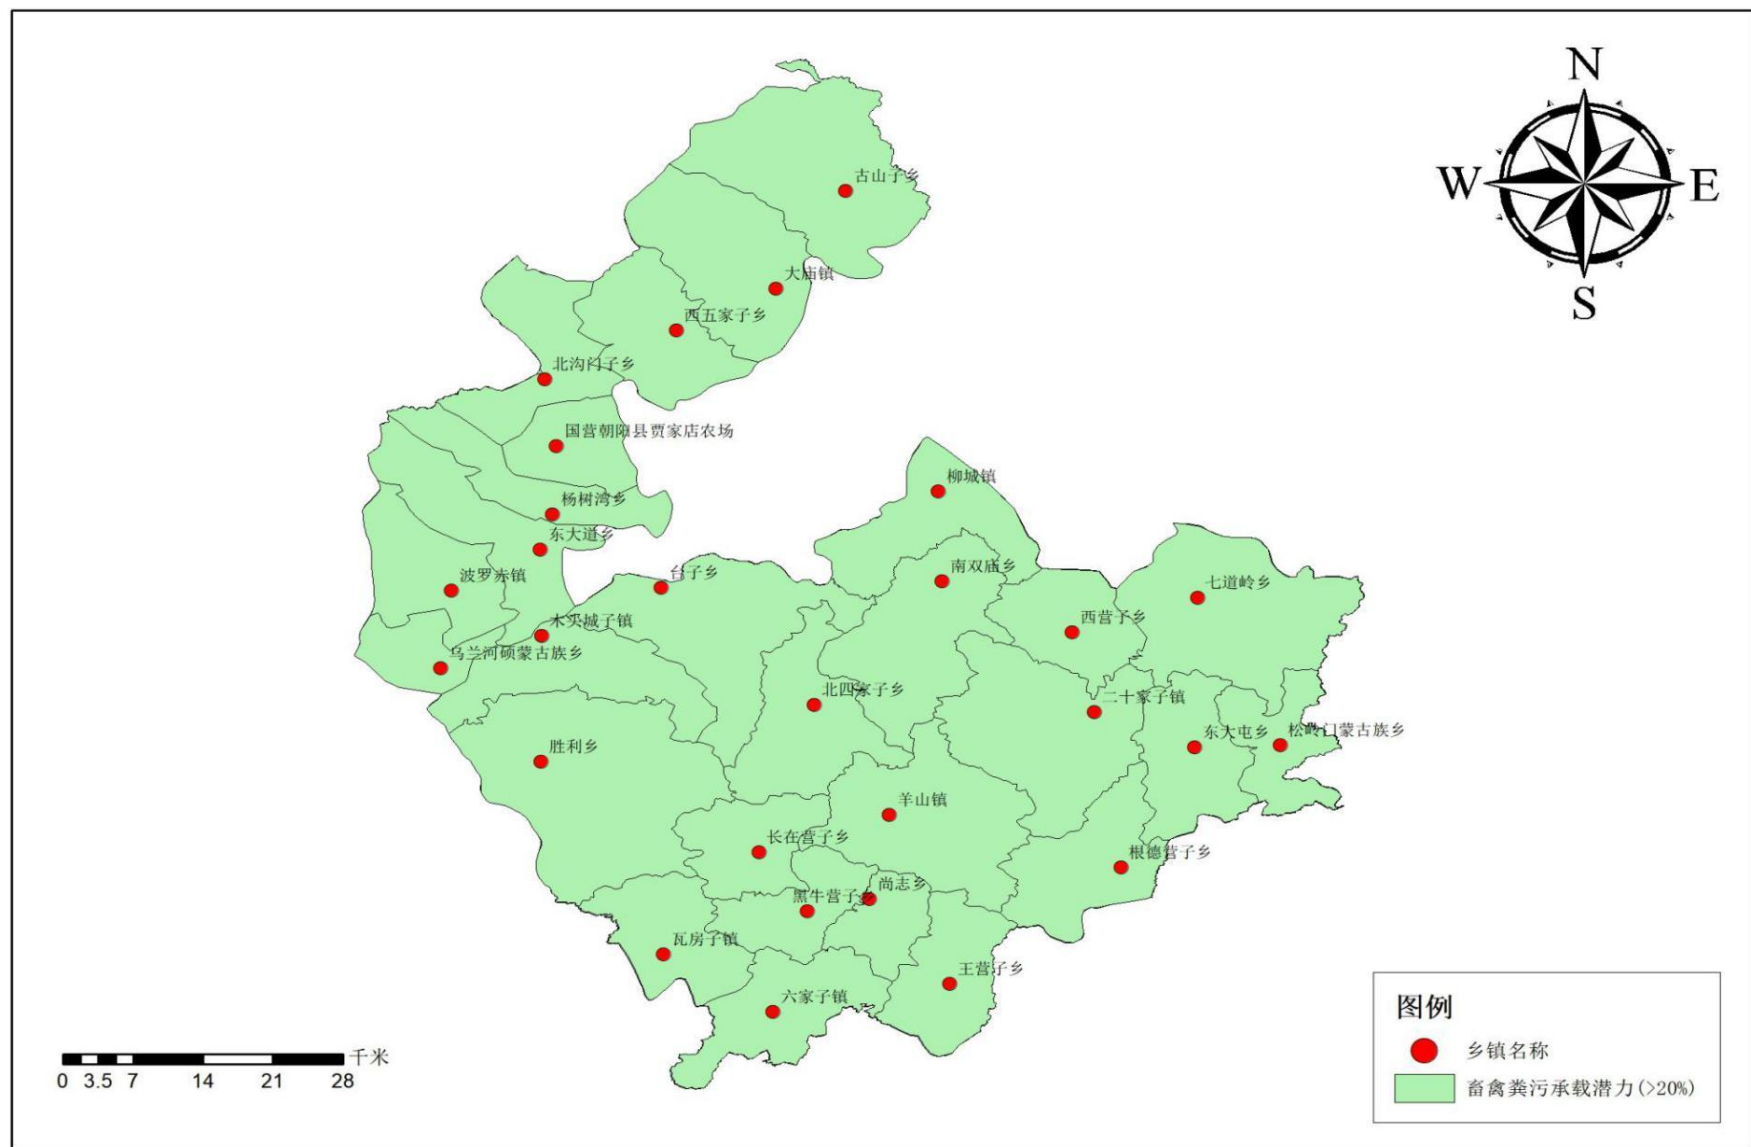 N
W
E
S
古山子乡
大庙镇
西五家子乡
北沟门子乡
国营朝阳县贾家店农场
柳城镇
杨树湾乡
东大道乡
台子乡
南双庙乡
七道岭乡
波罗赤镇
木头城子镇
西营子乡
乌兰河硕蒙古族乡
北四家子乡
二十家子镇
东大屯乡
松岭门蒙古族乡
胜利乡
羊山镇
长在营子乡
根德营子乡
尚志乡
黑牛营子乡
瓦房子镇
王营子乡
六家子镇
图例
乡镇名称
畜禽粪污承载潜力(>20%)
千米
0 3.5 7 14 21 28